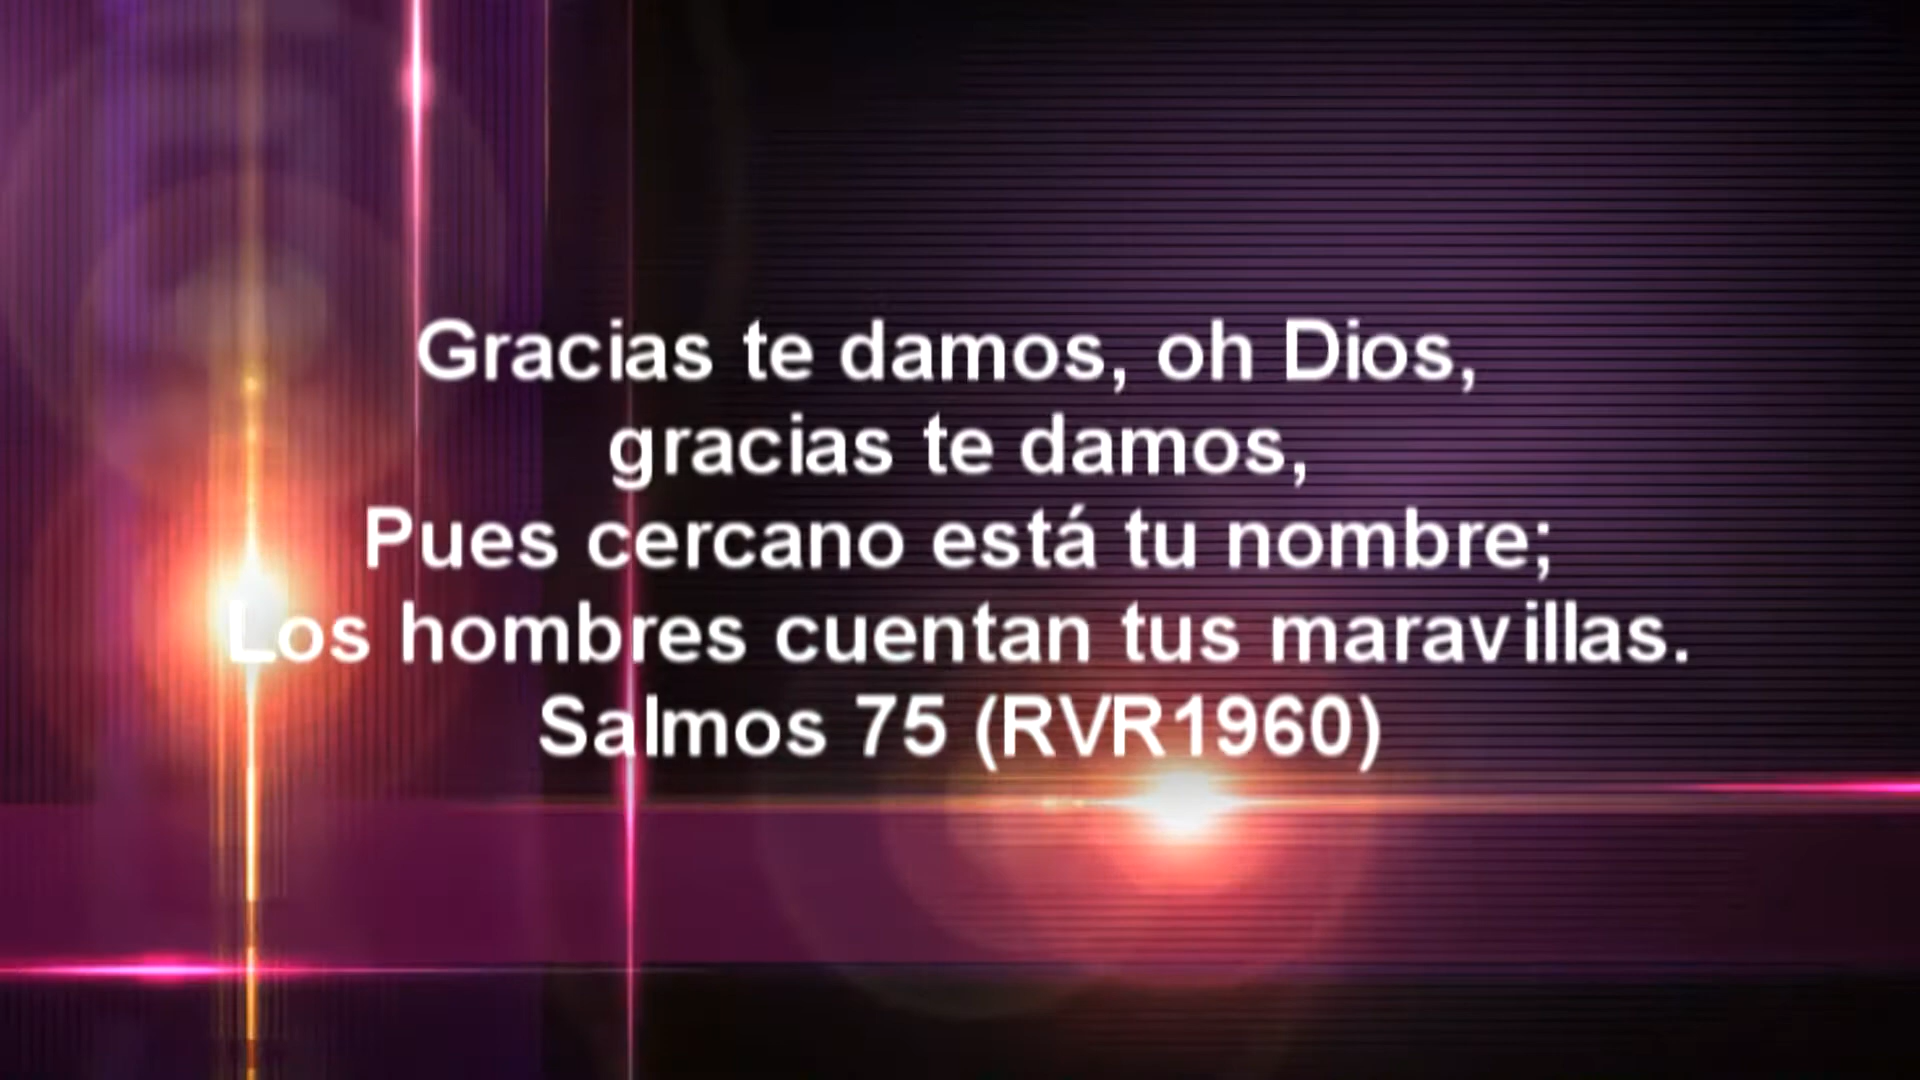 Gracias te damos, oh Dios,
gracias te damos,
Pues cercano está tu nombre;
Los hombres cuentan tus maravillas.
Salmos 75 (RVR1960)